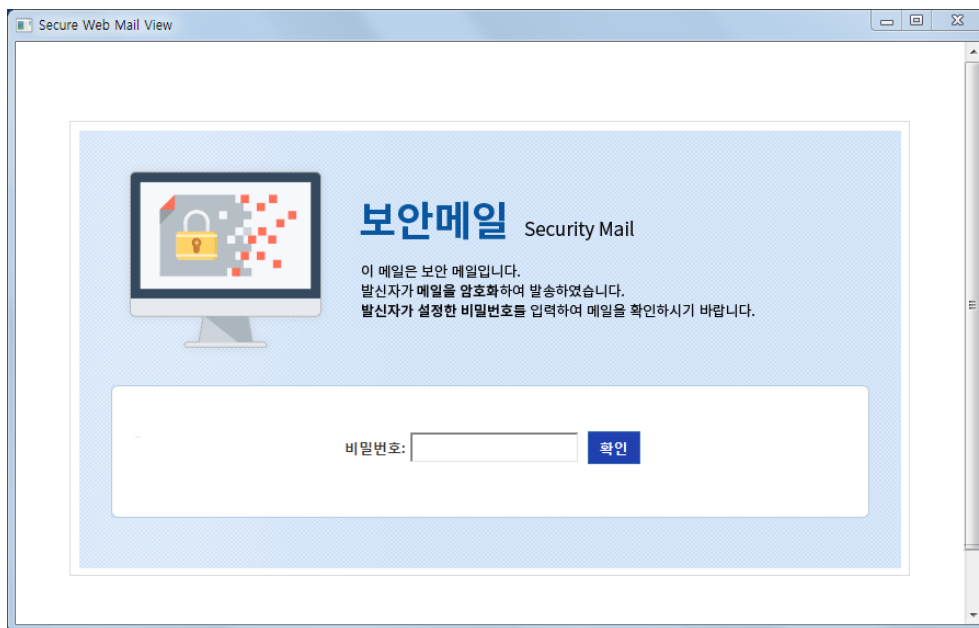 Secure Web Mail View
보안메일 Security Mail
이 메일은 보안 메일입니다.
발신자가 메일을 암호화하여 발송하였습니다.
발신자가 설정한 비밀번호를 입력하여 메일을 확인하시기 바랍니다.
비밀번호: 확인